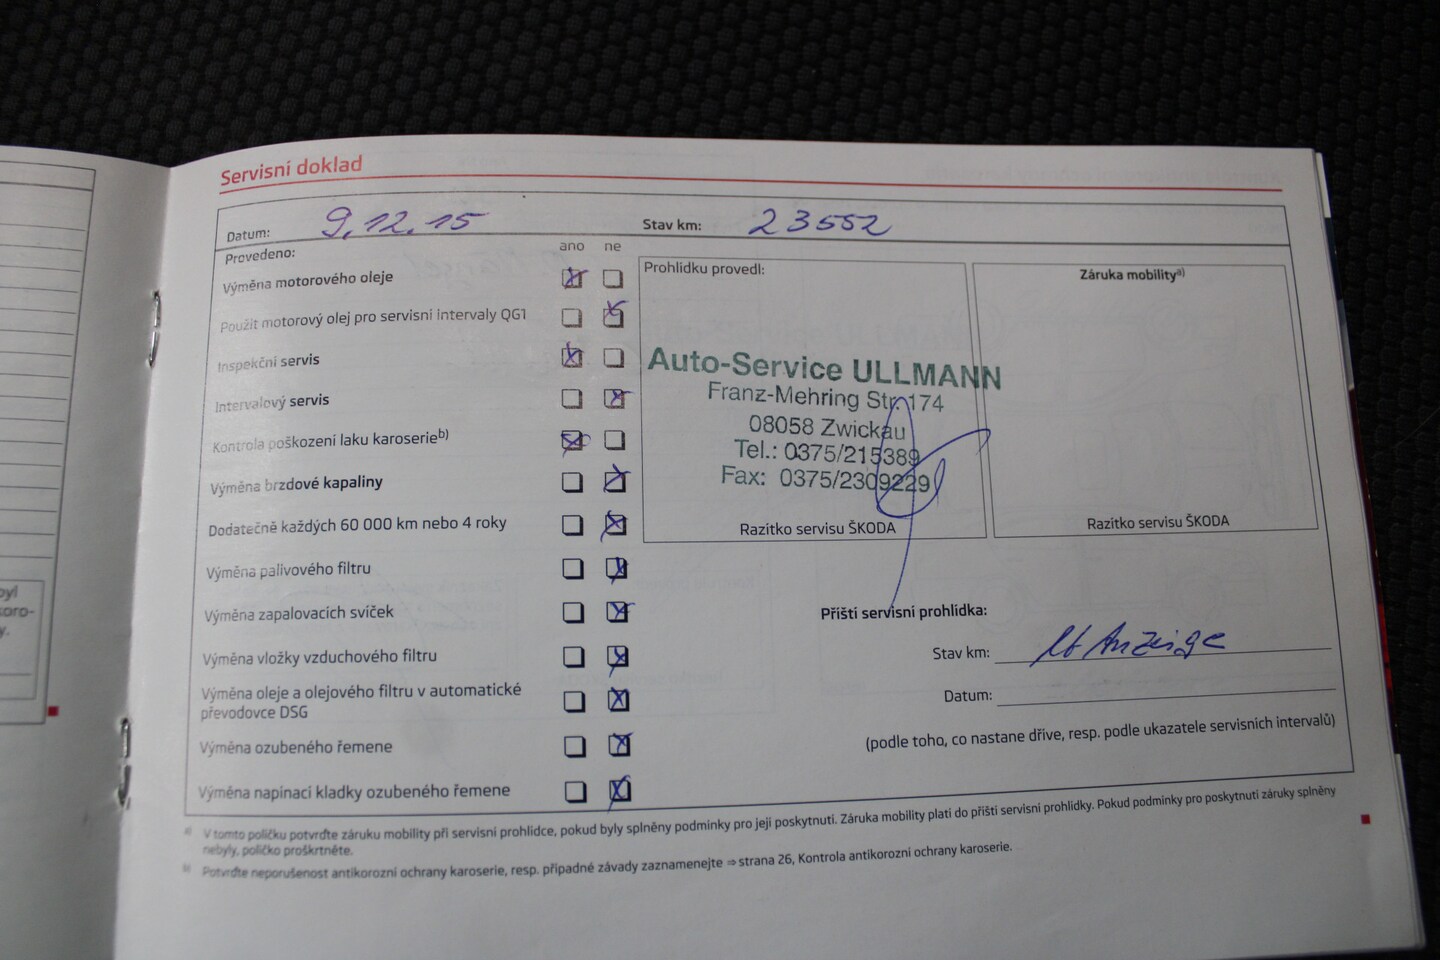 Servisní doklad
Datum: 9.12.15 Stav km: 23552
Provedeno: ano ne
Výměna motorového oleje
Použit motorový olej pro servisní intervaly QG1
Inspekční servis
Intervalový servis
Kontrola poškození laku karoserie b)
Výměna brzdové kapaliny
Dodatečně každých 60 000 km nebo 4 roky
Výměna palivového filtru
Výměna zapalovacích svíček
Výměna vložky vzduchového filtru
Výměna oleje a olejového filtru v automatické
převodovce DSG
Výměna ozubeného řemene
Výměna napínací kladky ozubeného řemene
Prohlídku provedl:
Auto-Service ULLMANN
Franz-Mehring Str. 174
08058 Zwickau
Tel.: 0375/215389
Fax: 0375/2309229
Razítko servisu ŠKODA
Záruka mobility a)
Razítko servisu ŠKODA
Příští servisní prohlídka:
Stav km: lt Anzeige
Datum:
(podle toho, co nastane dříve, resp. podle ukazatele servisních intervalů)
a) V tomto políčku potvrďte záruku mobility při servisní prohlídce, pokud byly splněny podmínky pro její poskytnutí. Záruka mobility platí do příští servisní prohlídky. Pokud podmínky pro poskytnutí záruky splněny
nebyly, políčko proškrtněte.
b) Potvrďte neporušenost antikorozní ochrany karoserie, resp. případné závady zaznamenejte ⇒ strana 26, Kontrola antikorozní ochrany karoserie.